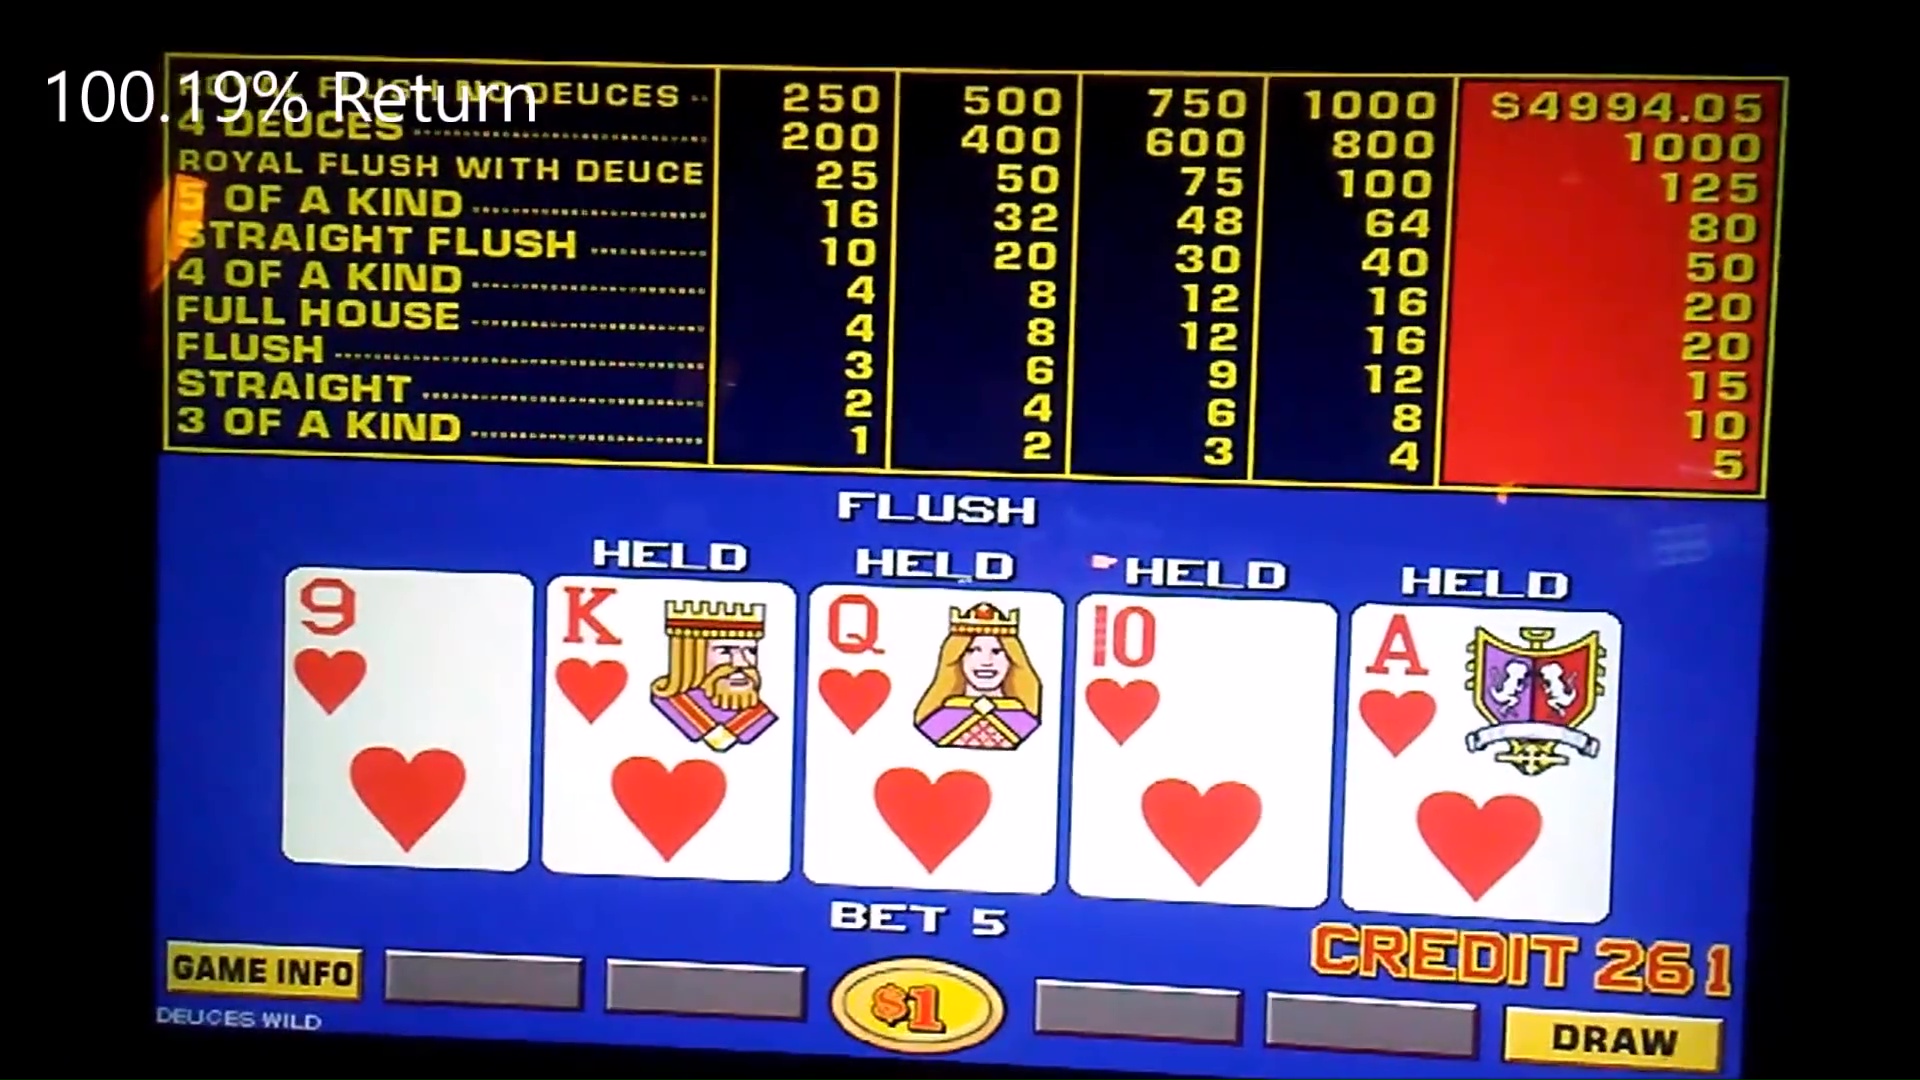 100.19% Return
ROYAL FLUSH NO DEUCES 250 500 750 1000 $4994.05
4 DEUCES 200 400 600 800 1000
ROYAL FLUSH WITH DEUCE 25 50 75 100 125
5 OF A KIND 16 32 48 64 80
STRAIGHT FLUSH 10 20 30 40 50
4 OF A KIND 4 8 12 16 20
FULL HOUSE 4 8 12 16 20
FLUSH 3 6 9 12 15
STRAIGHT 2 4 6 8 10
3 OF A KIND 1 2 3 4 5
FLUSH
HELD HELD HELD HELD
9 K Q 10 A
BET 5
CREDIT 261
GAME INFO
$1
DRAW
DEUCES WILD